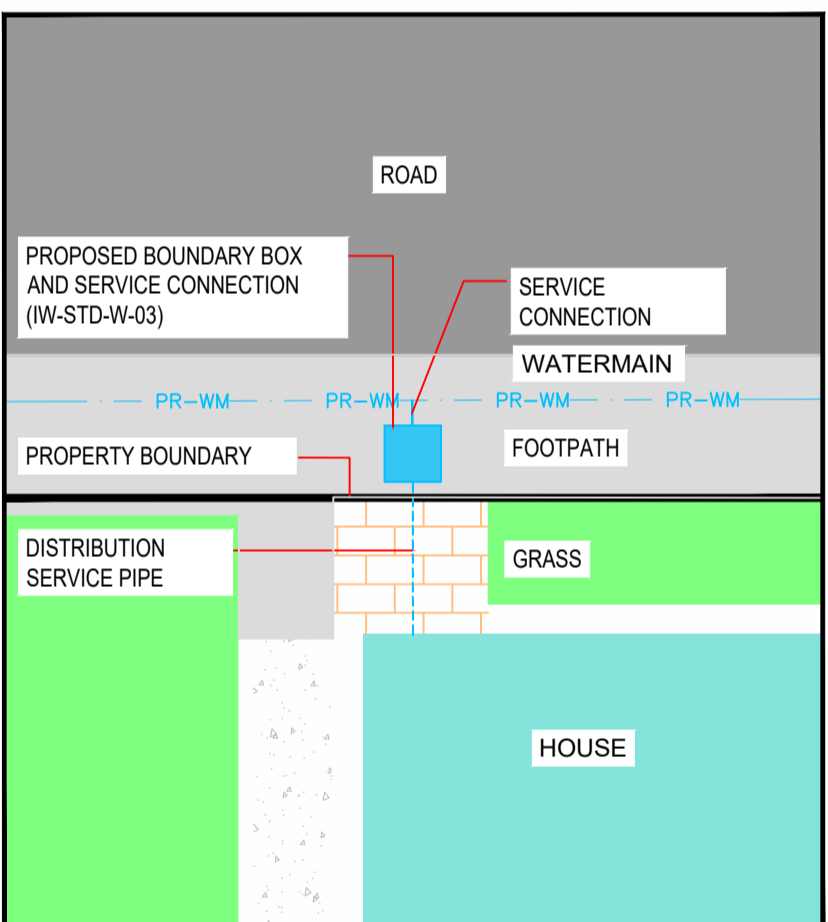 ROAD
PROPOSED BOUNDARY BOX
AND SERVICE CONNECTION
(IW-STD-W-03)
SERVICE
CONNECTION
WATERMAIN
PR-WM PR-WM PR-WM PR-WM
FOOTPATH
PROPERTY BOUNDARY
DISTRIBUTION
SERVICE PIPE
GRASS
HOUSE